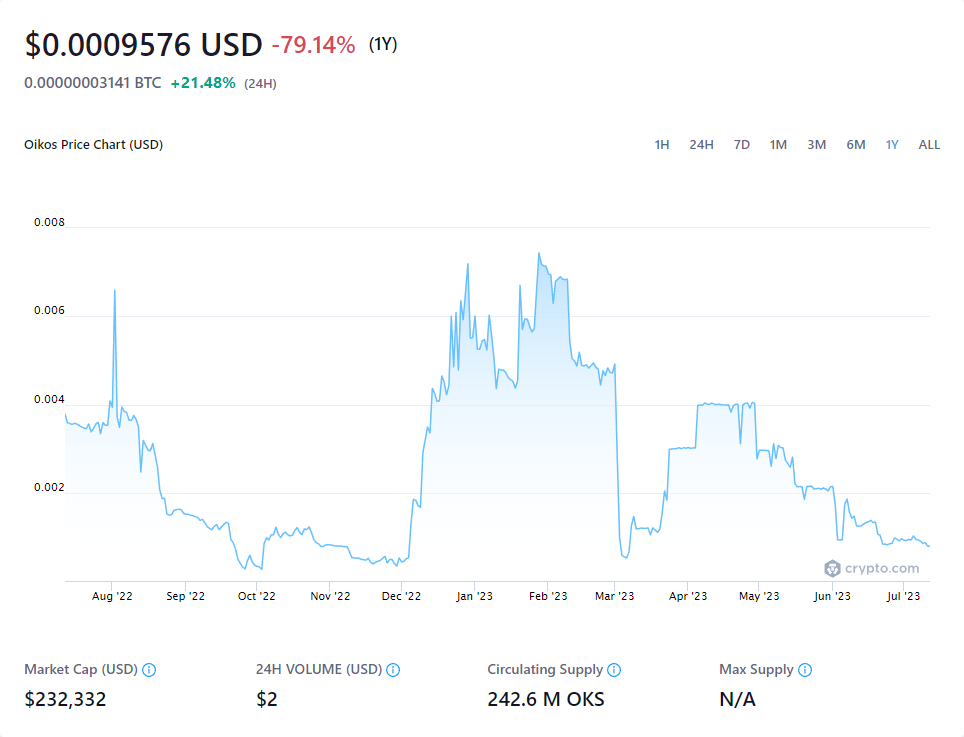 $0.0009576 USD -79.14% (1Y)
0.00000003141 BTC +21.48% (24H)
Oikos Price Chart (USD) 1H 24H 7D 1M 3M 6M 1Y ALL
0.008
0.006
0.004
0.002
crypto.com
Aug '22 Sep '22 Oct '22 Nov '22 Dec '22 Jan '23 Feb '23 Mar '23 Apr '23 May '23 Jun '23 Jul '23
Market Cap (USD) 24H VOLUME (USD) Circulating Supply Max Supply
$232,332 $2 242.6 M OKS N/A